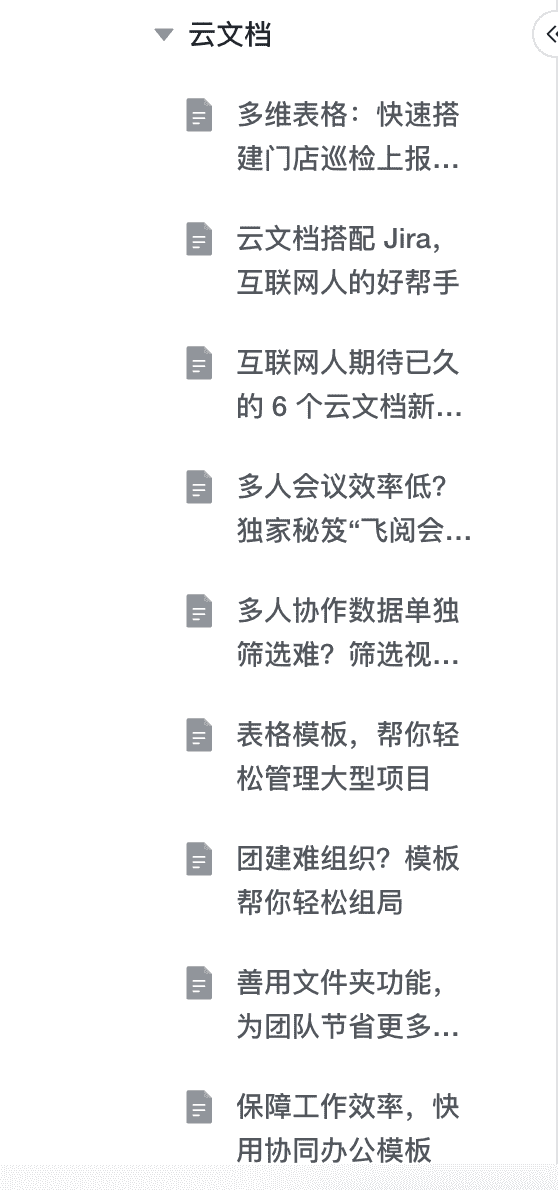 云文档
多维表格：快速搭
建门店巡检上报...
云文档搭配 Jira，
互联网人的好帮手
互联网人期待已久
的 6 个云文档新...
多人会议效率低？
独家秘笈“飞阅会...
多人协作数据单独
筛选难？筛选视...
表格模板，帮你轻
松管理大型项目
团建难组织？模板
帮你轻松组局
善用文件夹功能，
为团队节省更多...
保障工作效率，快
用协同办公模板